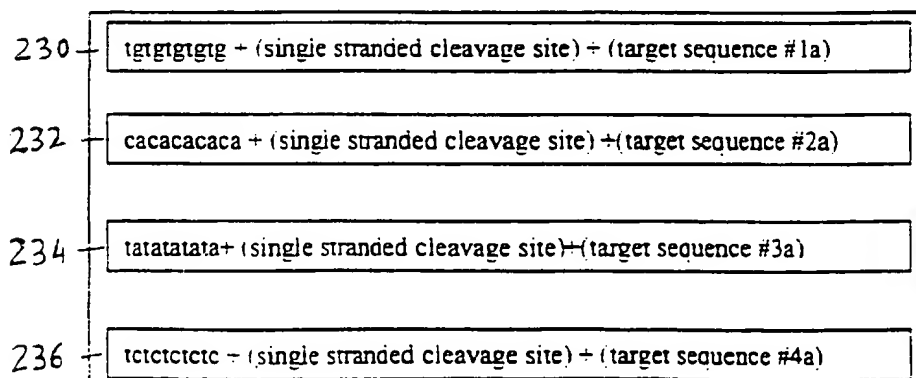 230 tgtgtgtgtg + (single stranded cleavage site) + (target sequence #1a)
232 cacacacaca + (single stranded cleavage site) + (target sequence #2a)
234 tatatatata+ (single stranded cleavage site)+(target sequence #3a)
236 tctctctctc + (single stranded cleavage site) + (target sequence #4a)